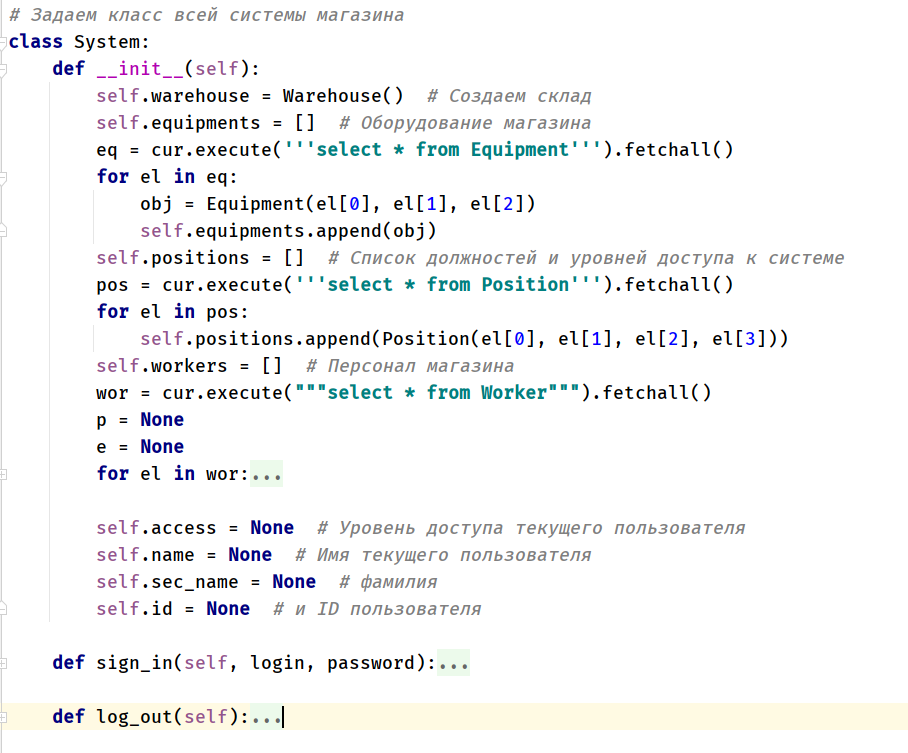 # Задаем класс всей системы магазина
class System:
    def __init__(self):
        self.warehouse = Warehouse()  # Создаем склад
        self.equipments = []  # Оборудование магазина
        eq = cur.execute('''select * from Equipment''').fetchall()
        for el in eq:
            obj = Equipment(el[0], el[1], el[2])
            self.equipments.append(obj)
        self.positions = []  # Список должностей и уровней доступа к системе
        pos = cur.execute('''select * from Position''').fetchall()
        for el in pos:
            self.positions.append(Position(el[0], el[1], el[2], el[3]))
        self.workers = []  # Персонал магазина
        wor = cur.execute("""select * from Worker""").fetchall()
        p = None
        e = None
        for el in wor:...
        self.access = None  # Уровень доступа текущего пользователя
        self.name = None  # Имя текущего пользователя
        self.sec_name = None  # фамилия
        self.id = None  # и ID пользователя
    def sign_in(self, login, password):...
    def log_out(self):...